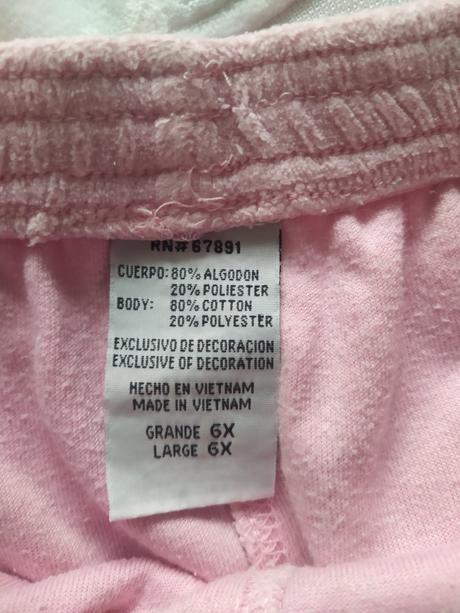 RN# 67891
CUERPO: 80% ALGODON
20% POLIESTER
BODY: 80% COTTON
20% POLYESTER
EXCLUSIVO DE DECORACION
EXCLUSIVE OF DECORATION
HECHO EN VIETNAM
MADE IN VIETNAM
GRANDE 6X
LARGE 6X